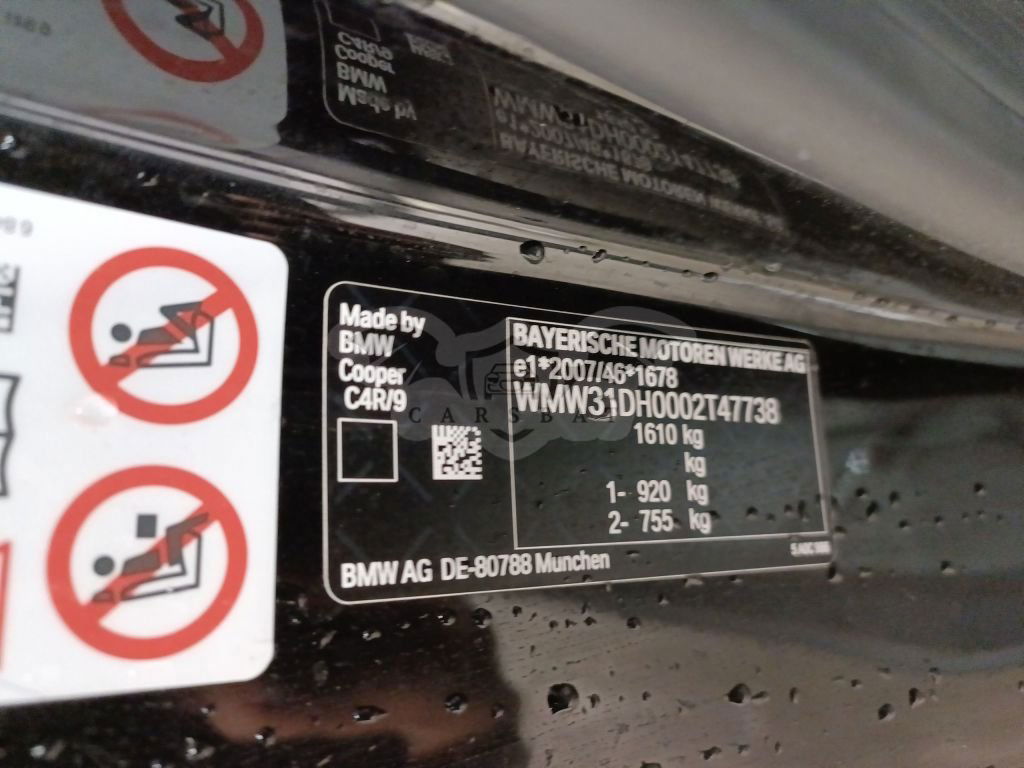 Made by
BMW
Cooper
C4R/9
BAYERISCHE MOTOREN WERKE AG
e1*2007/46*1678
WMW31DH0002T47738
1610 kg
kg
1- 920 kg
2- 755 kg
BMW AG DE-80788 Munchen
CARSBAT